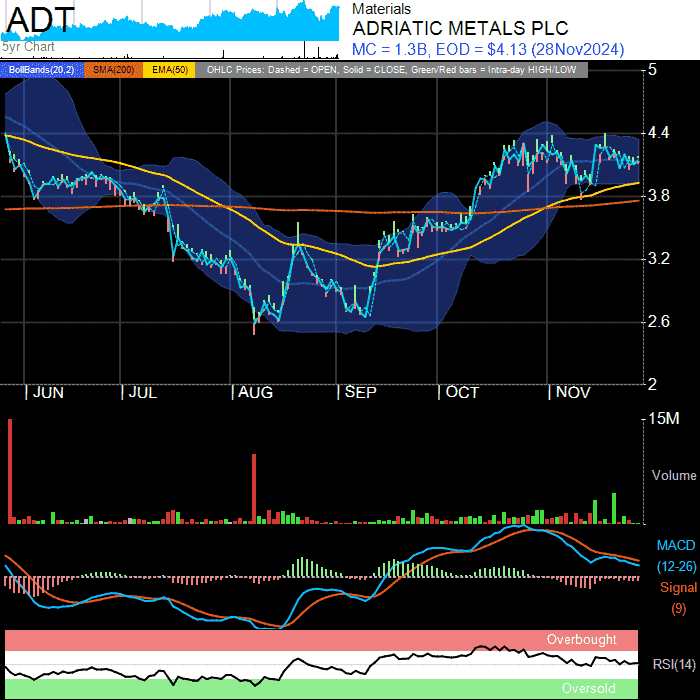 ADT
5yr Chart
Materials
ADRIATIC METALS PLC
MC = 1.3B, EOD = $4.13 (28Nov2024)
BollBands(20,2) SMA(200) EMA(50) OHLC Prices: Dashed = OPEN, Solid = CLOSE, Green/Red bars = Intra-day HIGH/LOW
5
4.4
3.8
3.2
2.6
2
JUN JUL AUG SEP OCT NOV
15M
Volume
MACD
(12-26)
Signal
(9)
Overbought
RSI(14)
Oversold